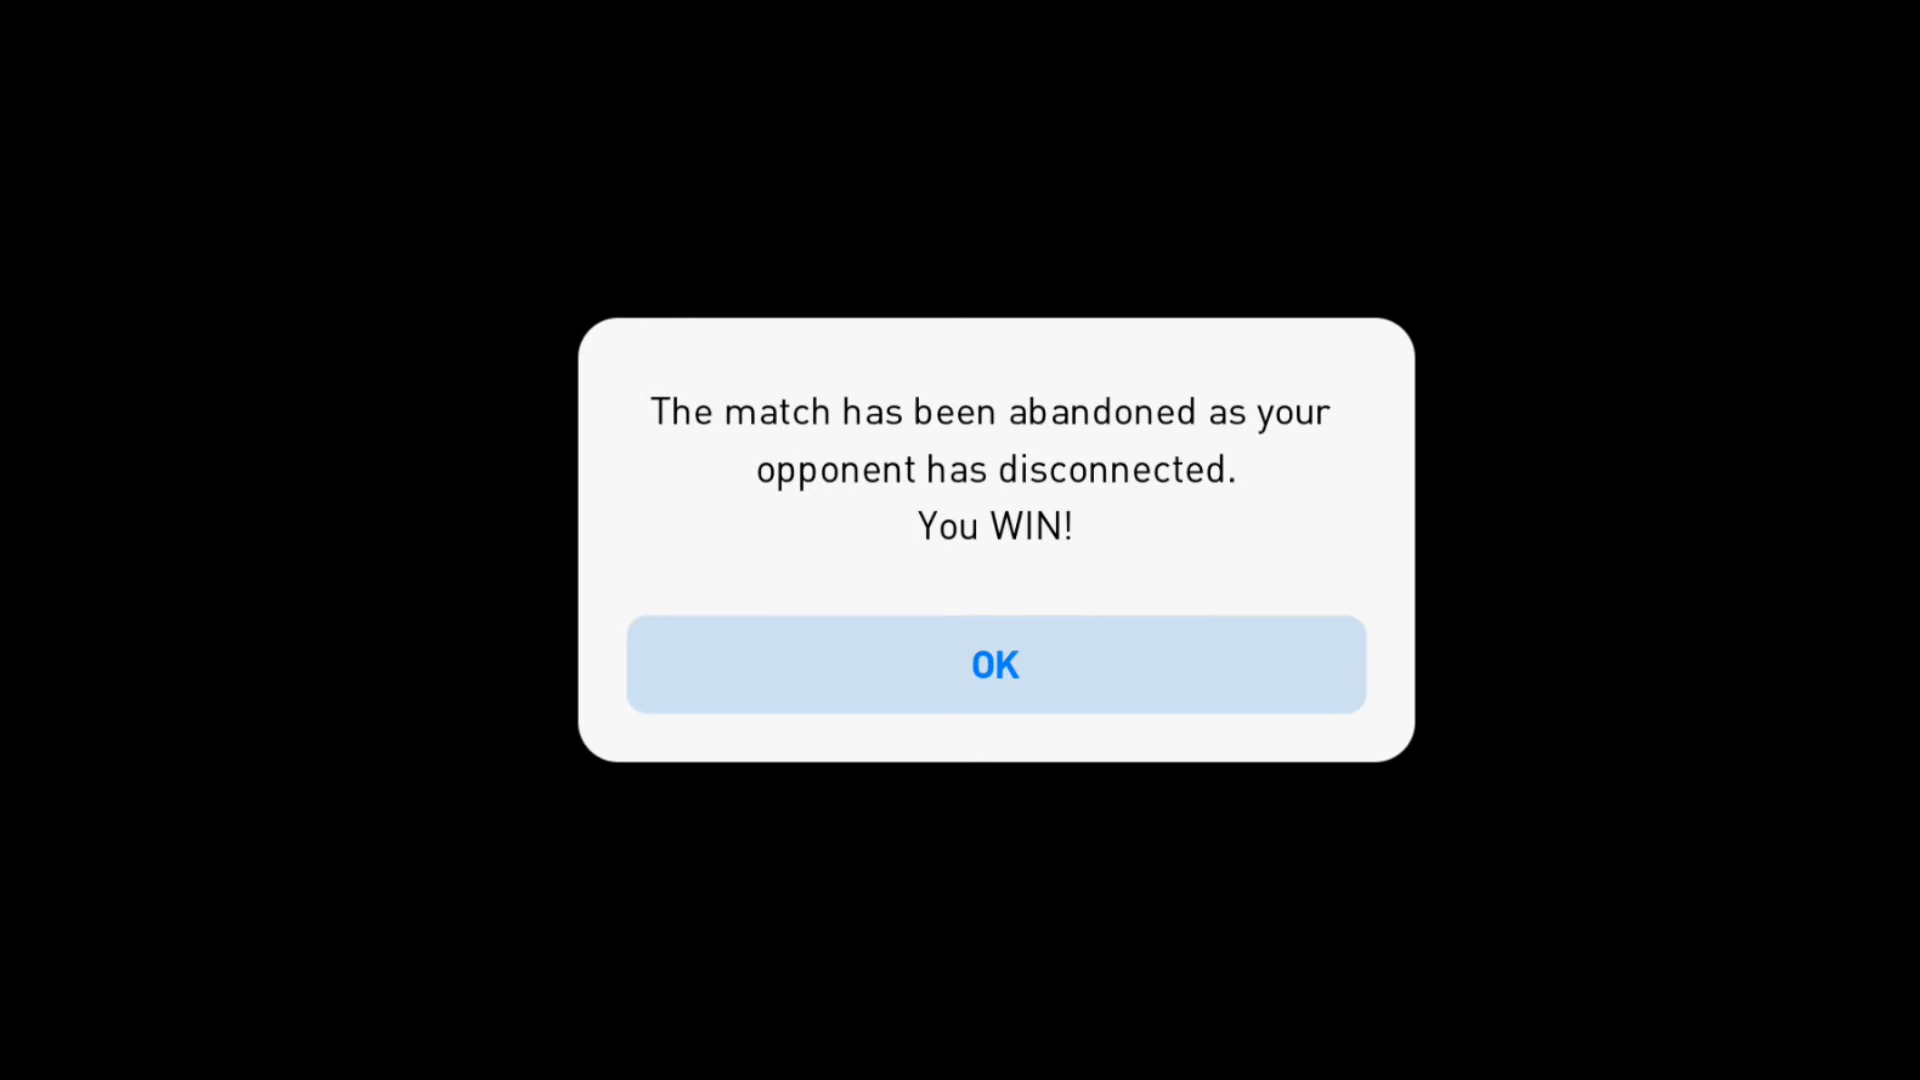 The match has been abandoned as your
opponent has disconnected.
You WIN!
OK